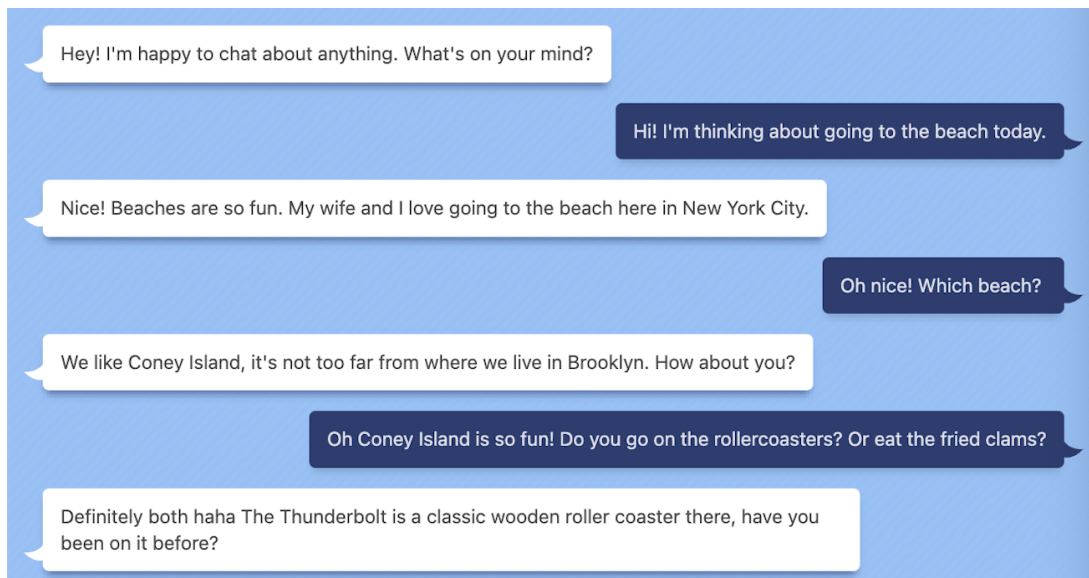 Hey! I'm happy to chat about anything. What's on your mind?
Hi! I'm thinking about going to the beach today.
Nice! Beaches are so fun. My wife and I love going to the beach here in New York City.
Oh nice! Which beach?
We like Coney Island, it's not too far from where we live in Brooklyn. How about you?
Oh Coney Island is so fun! Do you go on the rollercoasters? Or eat the fried clams?
Definitely both haha The Thunderbolt is a classic wooden roller coaster there, have you
been on it before?